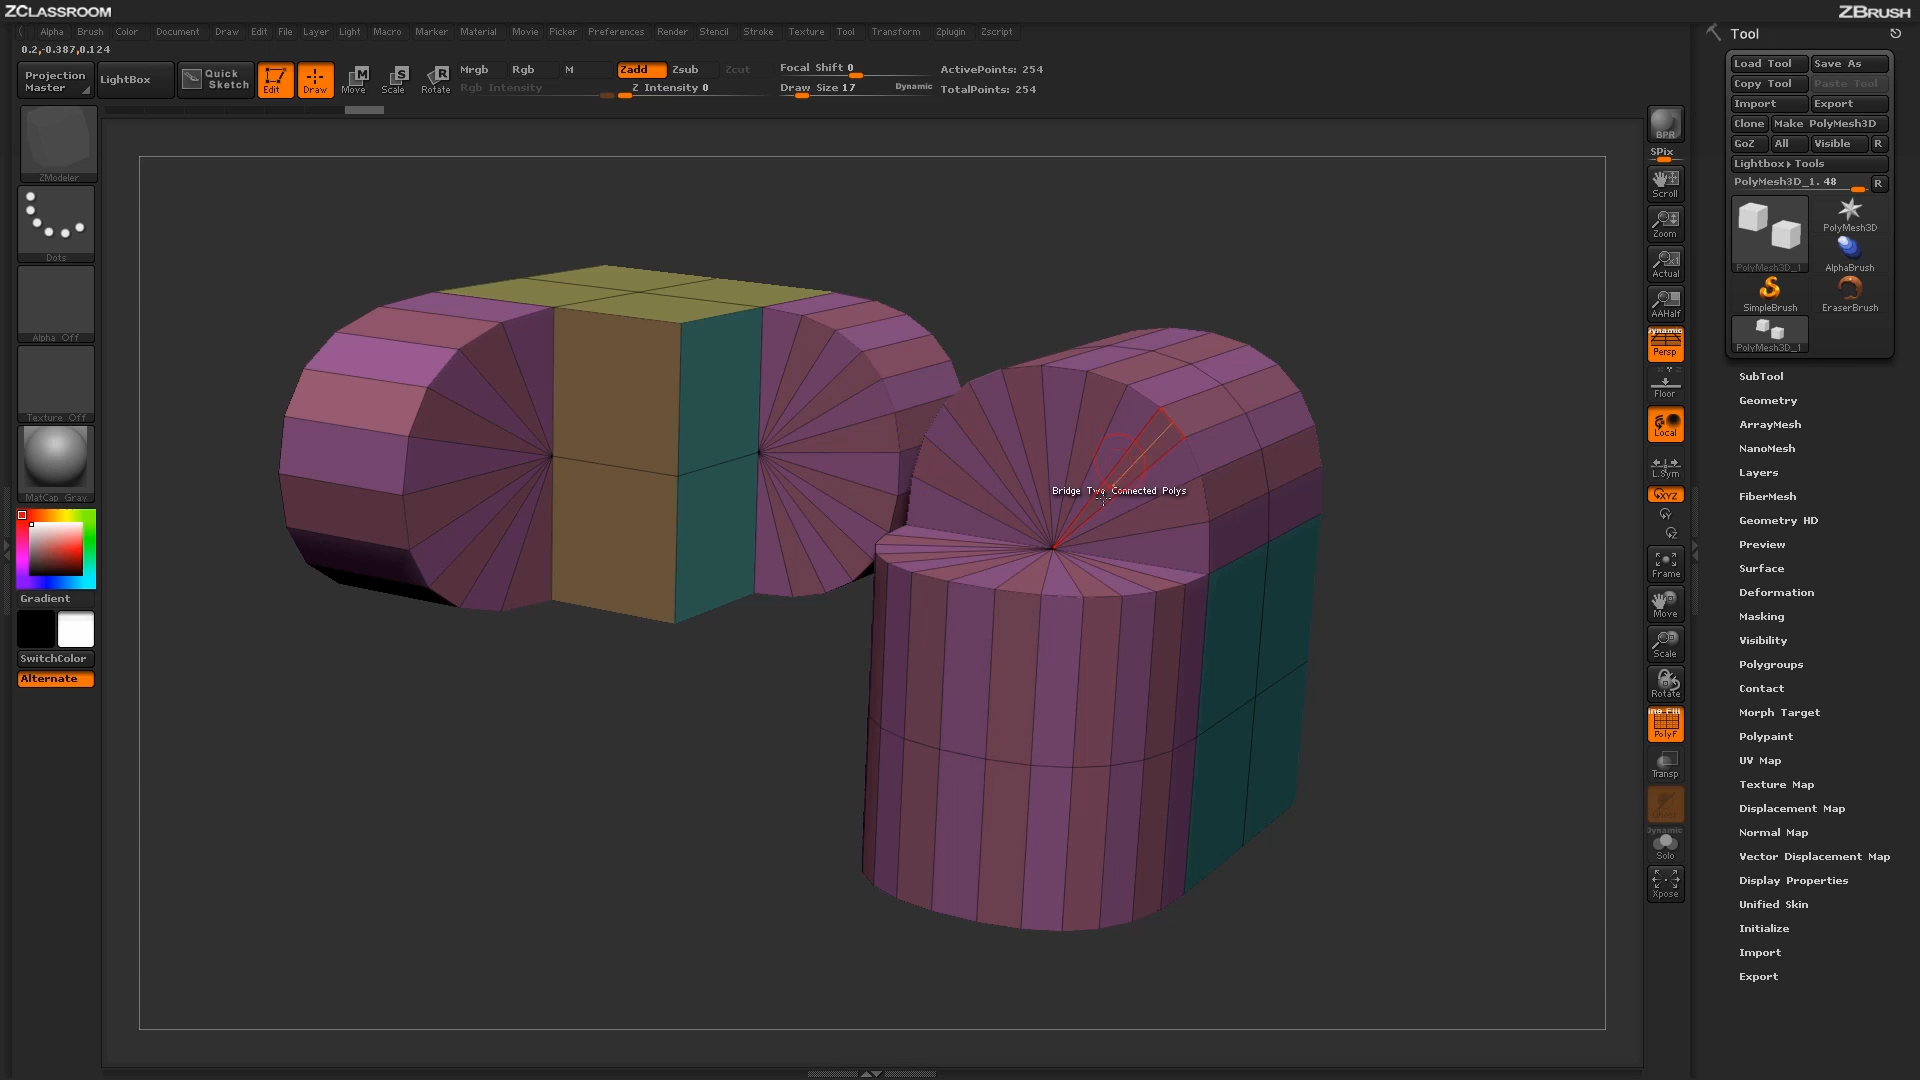 ZCLASSROOM
ZBRUSH
Alpha Brush Color Document Draw Edit File Layer Light Macro Marker Material Movie Picker Preferences Render Stencil Stroke Texture Tool Transform Zplugin Zscript
0.2,-0.387,0.124
Projection Master
LightBox
Quick Sketch
Edit
Draw
Move
Scale
Rotate
Mrgb Rgb M Zadd Zsub Zcut
Rgb Intensity
Z Intensity 0
Focal Shift 0
Draw Size 17
Dynamic
ActivePoints: 254
TotalPoints: 254
ZModeler
Dots
Alpha Off
Texture Off
MatCap Gray
Gradient
SwitchColor
Alternate
Bridge Two Connected Polys
BPR
SPix
Scroll
Zoom
Actual
AAHalf
Dynamic
Persp
Floor
Local
L.Sym
XYZ
Y
Z
Frame
Move
Scale
Rotate
PolyF
Transp
Dynamic
Solo
Xpose
Tool
Load Tool Save As
Copy Tool Paste Tool
Import Export
Clone Make PolyMesh3D
GoZ All Visible R
Lightbox▸Tools
PolyMesh3D_1. 48 R
PolyMesh3D_1
PolyMesh3D
AlphaBrush
SimpleBrush
EraserBrush
PolyMesh3D_1
SubTool
Geometry
ArrayMesh
NanoMesh
Layers
FiberMesh
Geometry HD
Preview
Surface
Deformation
Masking
Visibility
Polygroups
Contact
Morph Target
Polypaint
UV Map
Texture Map
Displacement Map
Normal Map
Vector Displacement Map
Display Properties
Unified Skin
Initialize
Import
Export